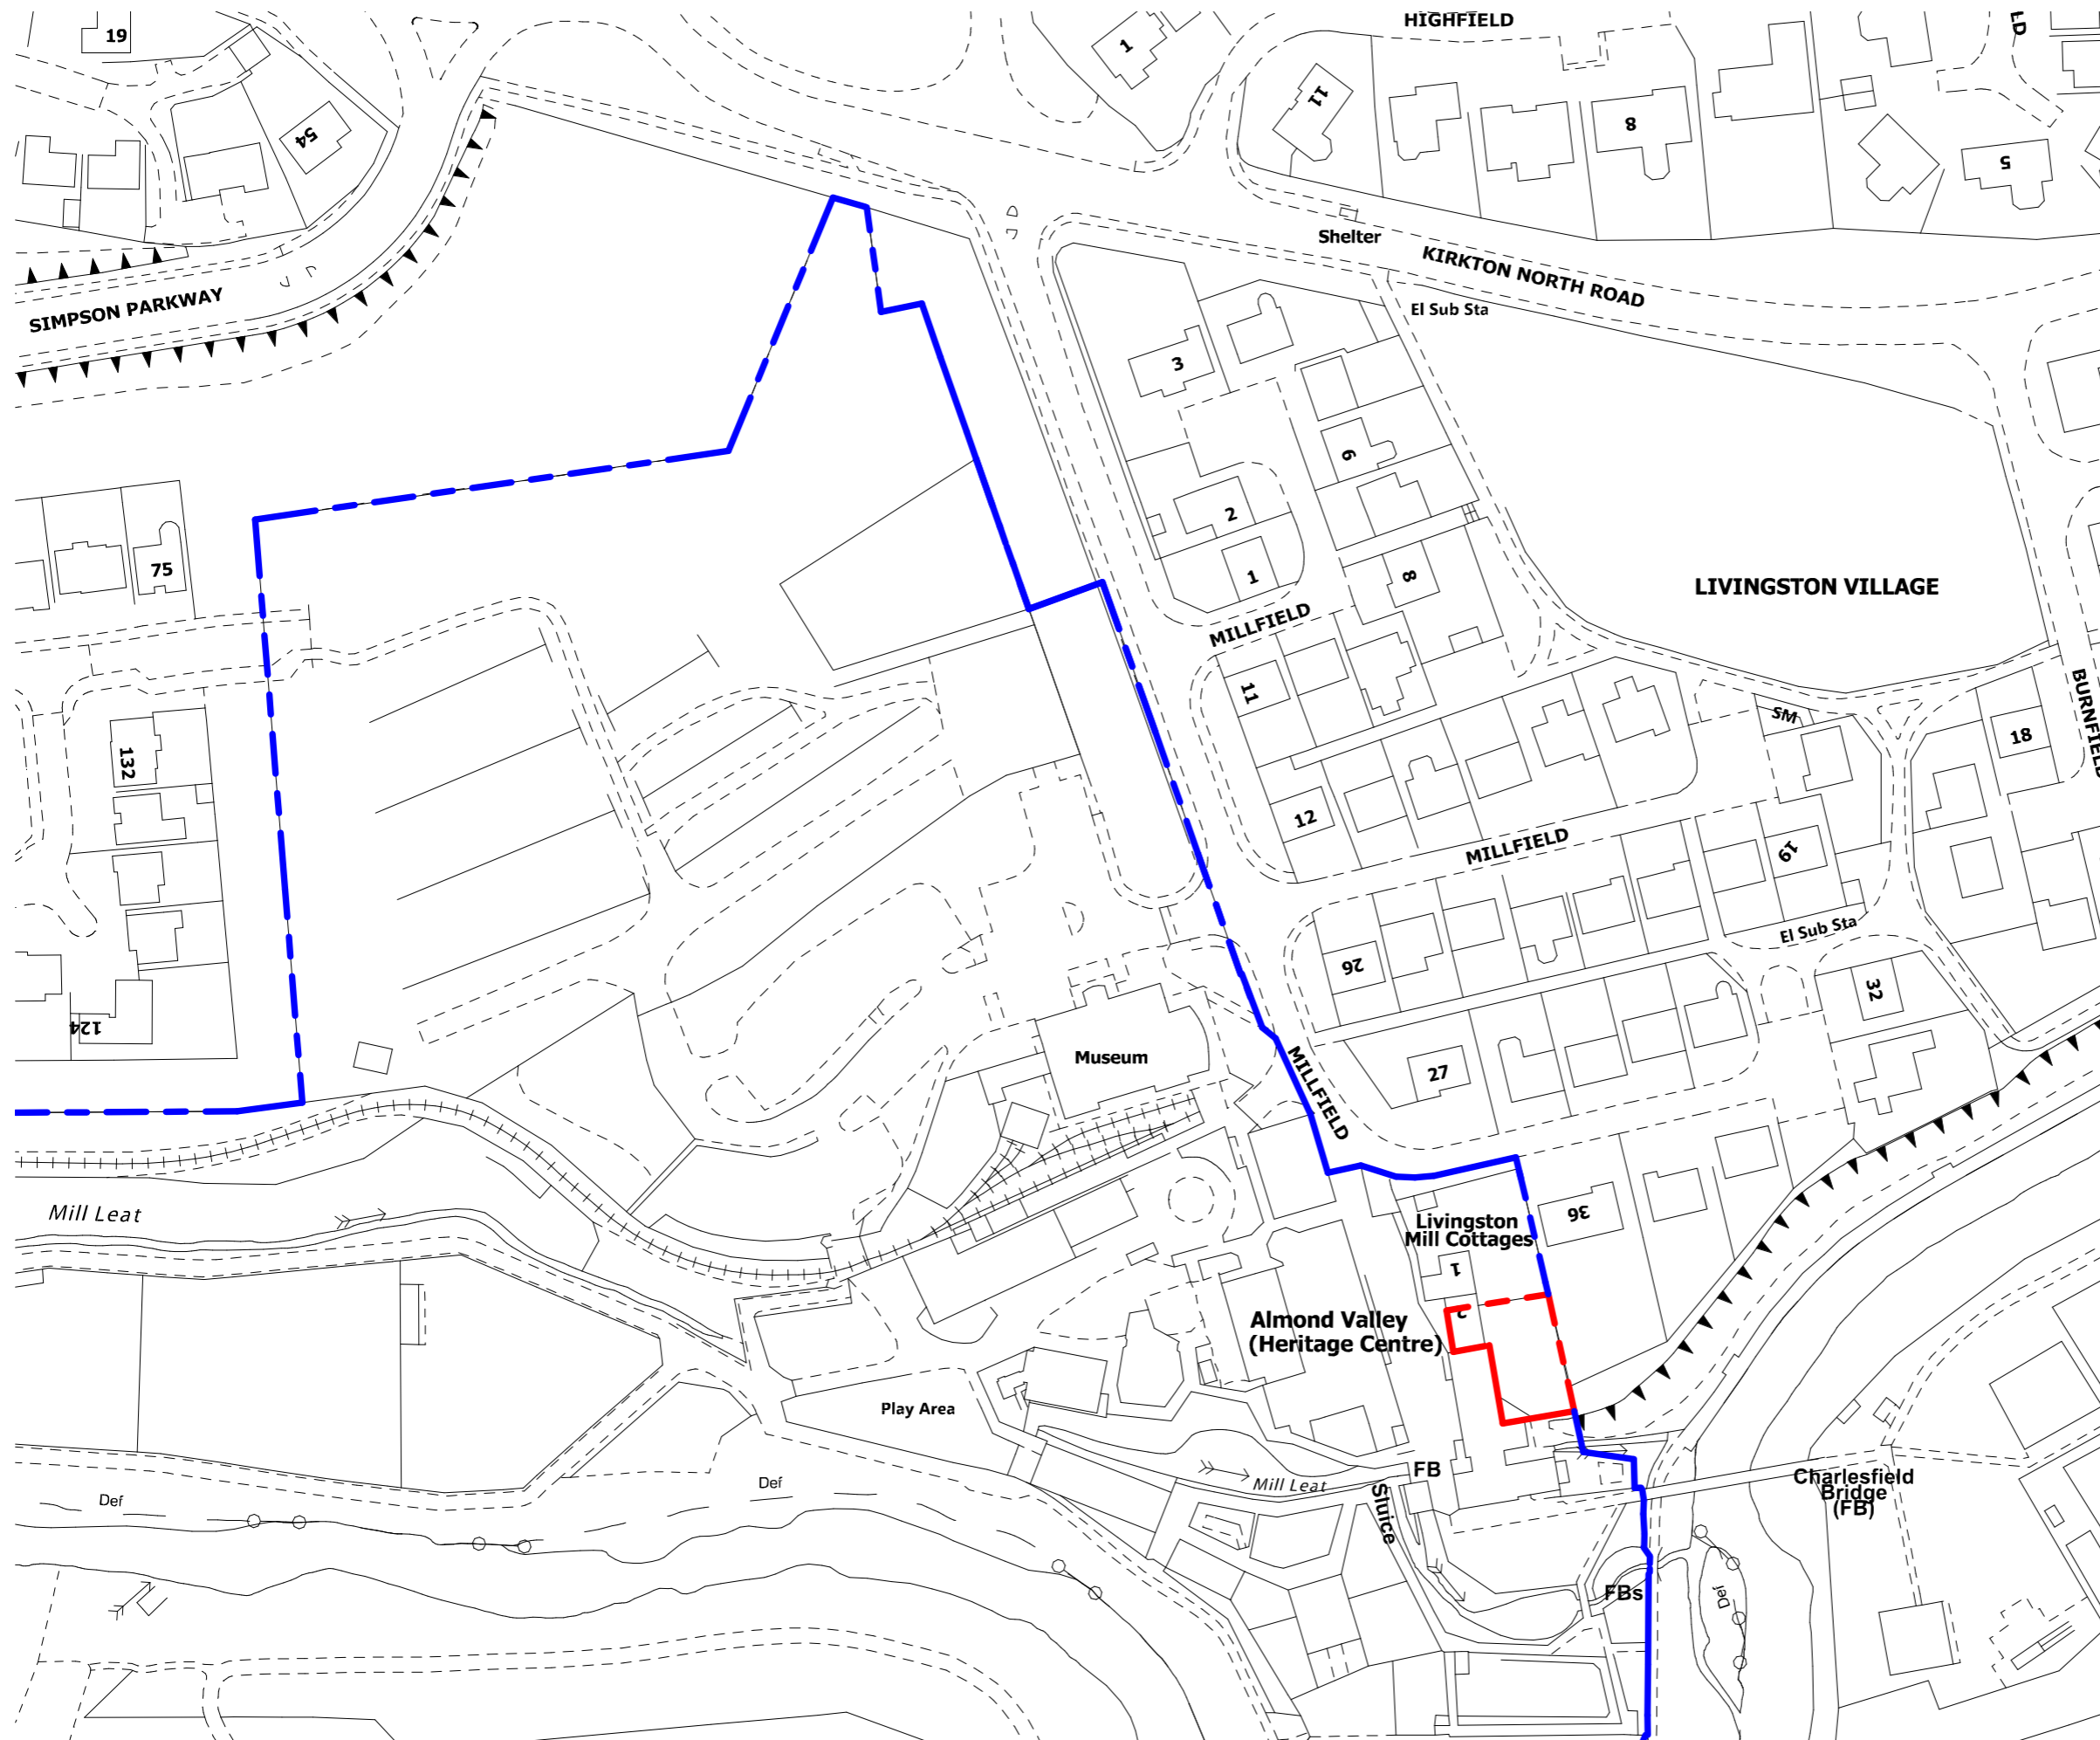 19
HIGHFIELD
LD
1
11
54
8
5
Shelter
KIRKTON NORTH ROAD
SIMPSON PARKWAY
El Sub Sta
3
6
2
75
1
8
LIVINGSTON VILLAGE
MILLFIELD
11
132
SM
18
BURNFIELD
12
MILLFIELD
19
El Sub Sta
26
32
124
Museum
27
MILLFIELD
Mill Leat
36
Livingston
Mill Cottages
1
2
Almond Valley
(Heritage Centre)
Play Area
FB
Mill Leat
Sluice
Charlesfield
Bridge
(FB)
Def
Def
FBs
Def